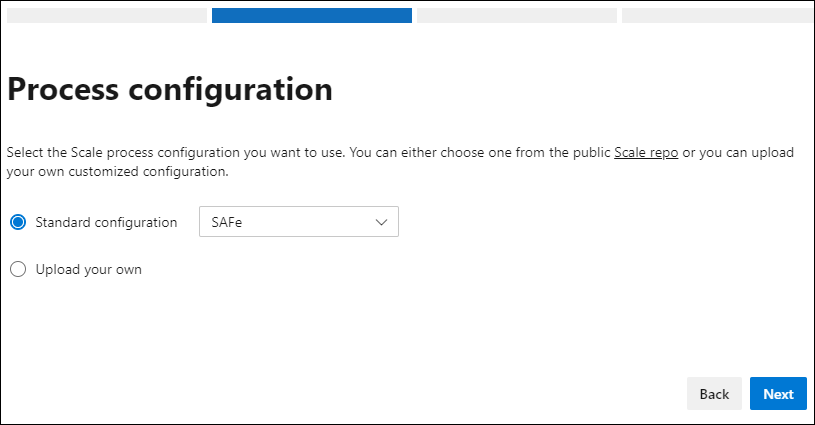 Process configuration
Select the Scale process configuration you want to use. You can either choose one from the public Scale repo or you can upload
your own customized configuration.
Standard configuration SAFe
Upload your own
Back Next